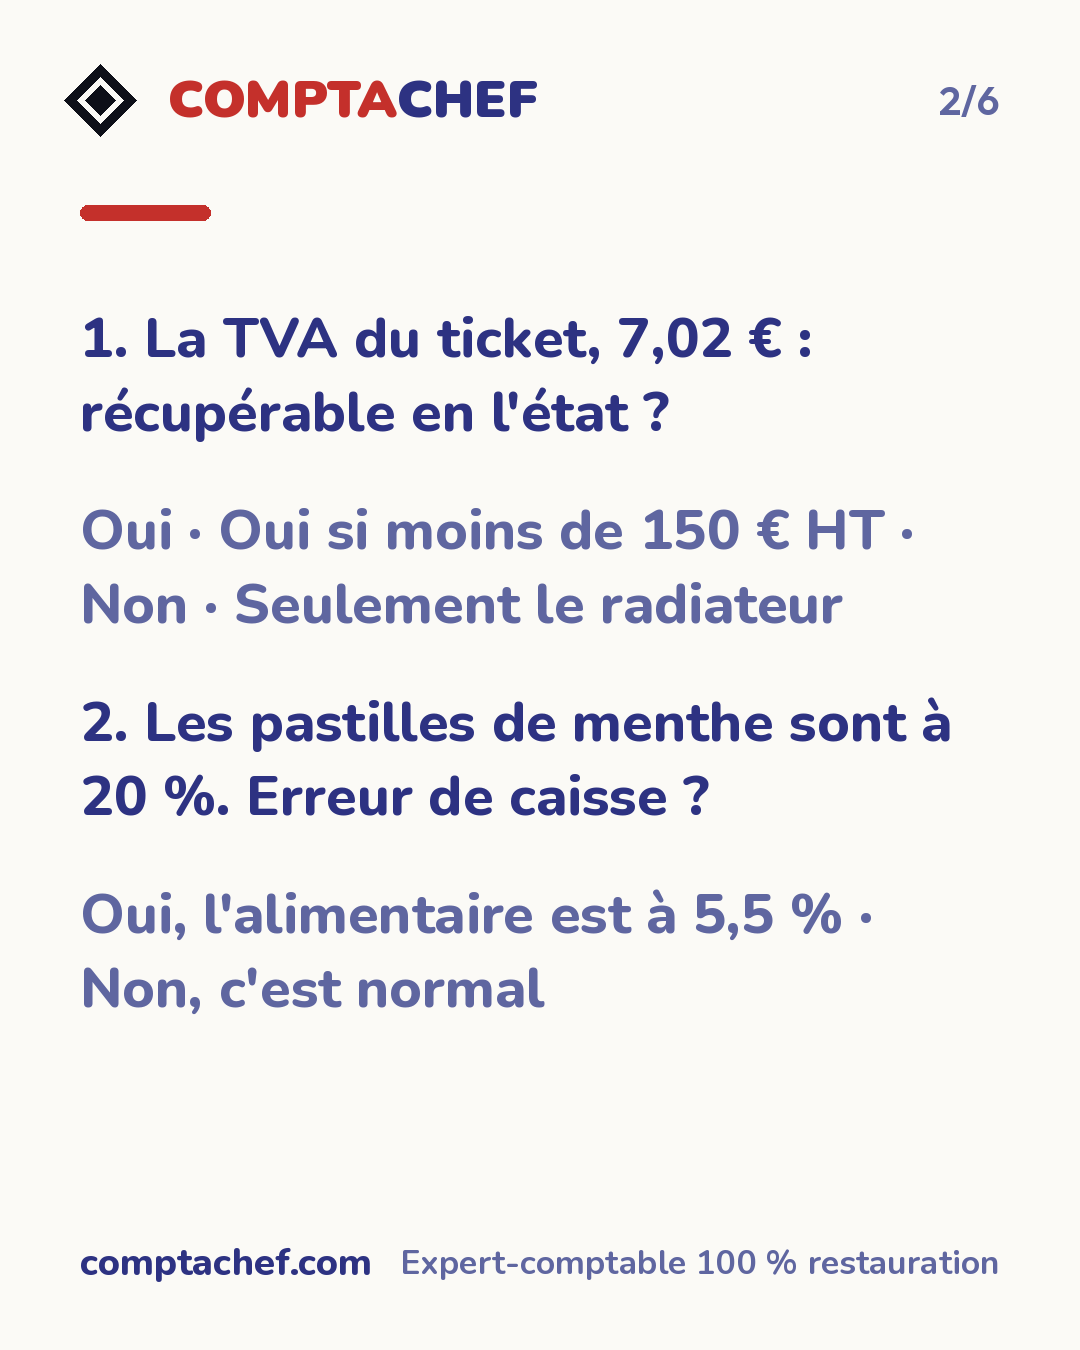 COMPTACHEF
2/6
1. La TVA du ticket, 7,02 € :
récupérable en l'état ?
Oui · Oui si moins de 150 € HT ·
Non · Seulement le radiateur
2. Les pastilles de menthe sont à
20 %. Erreur de caisse ?
Oui, l'alimentaire est à 5,5 % ·
Non, c'est normal
comptachef.com Expert-comptable 100 % restauration